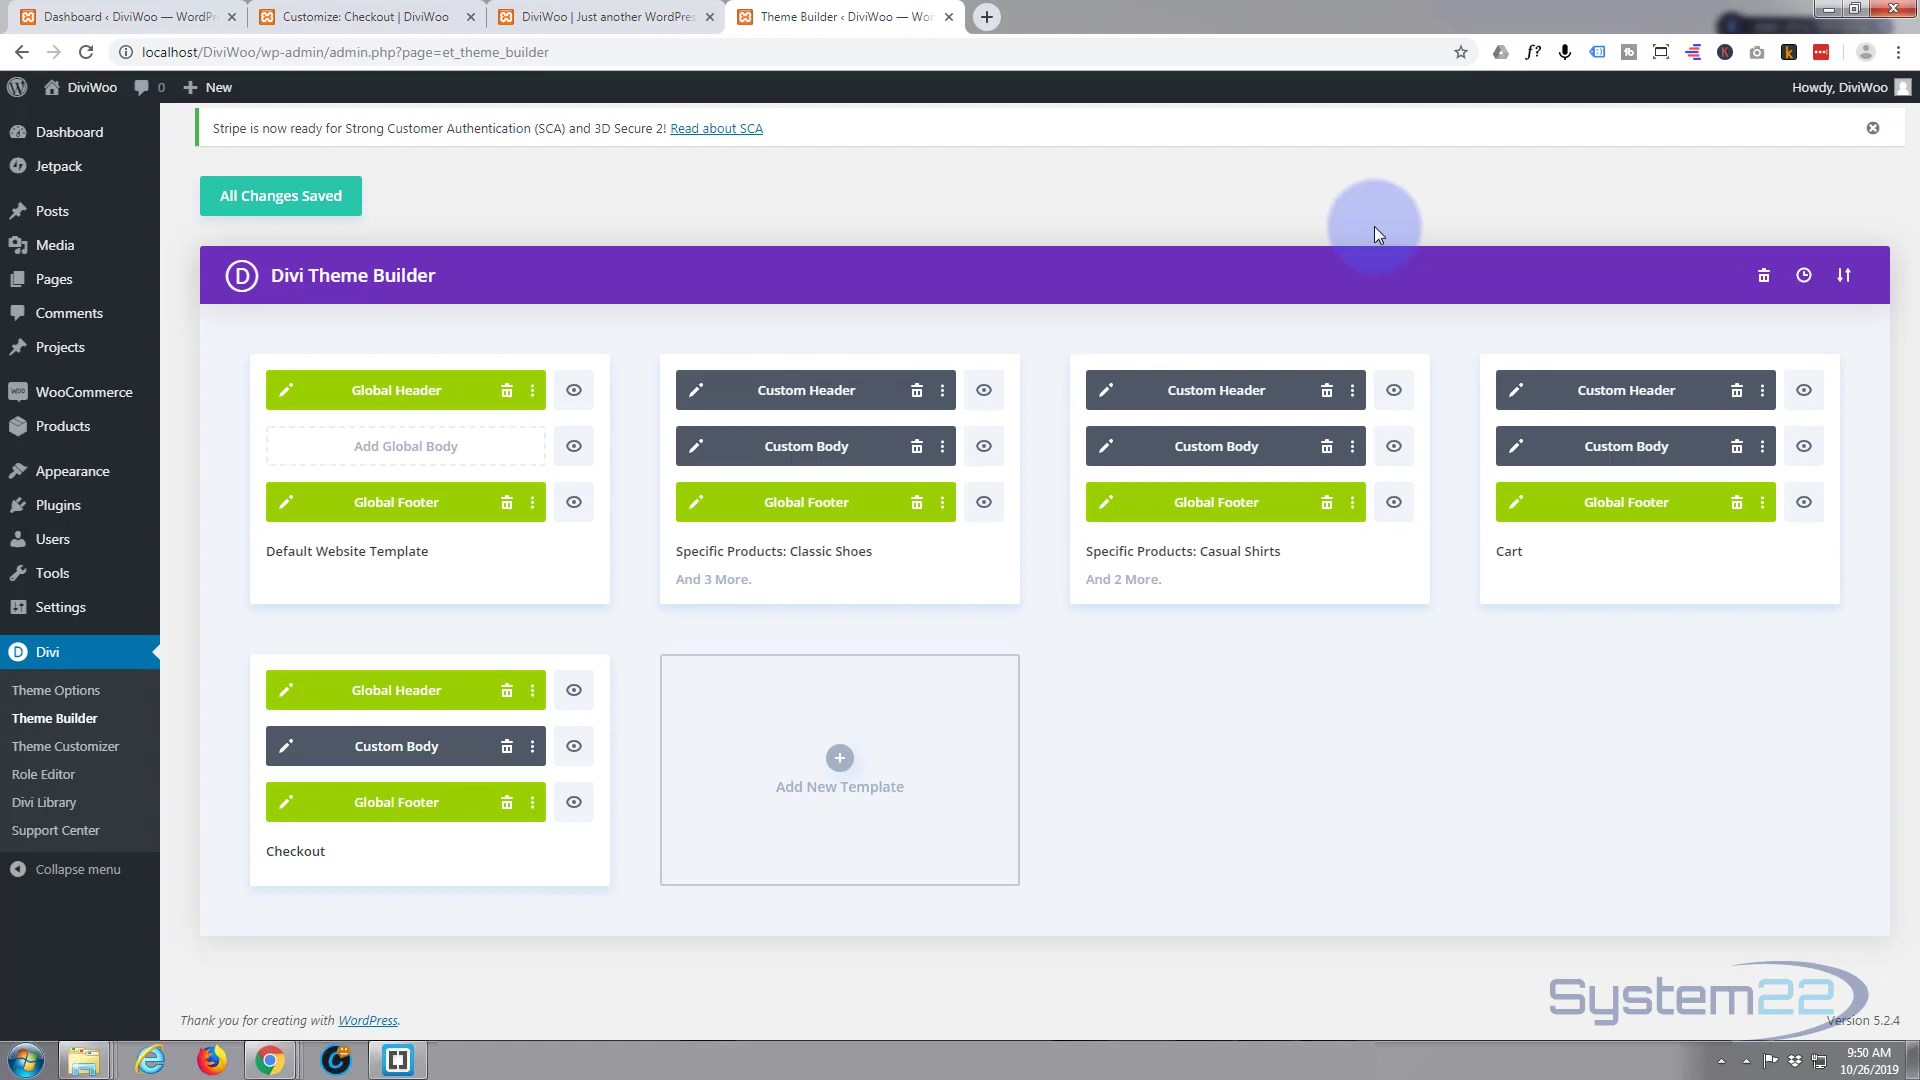 Dashboard ‹ DiviWoo — WordPr
Customize: Checkout | DiviWoo
DiviWoo | Just another WordPres
Theme Builder ‹ DiviWoo — Wor
localhost/DiviWoo/wp-admin/admin.php?page=et_theme_builder
DiviWoo
0
New
Howdy, DiviWoo
Dashboard
Jetpack
Posts
Media
Pages
Comments
Projects
WooCommerce
Products
Appearance
Plugins
Users
Tools
Settings
Divi
Theme Options
Theme Builder
Theme Customizer
Role Editor
Divi Library
Support Center
Collapse menu
Stripe is now ready for Strong Customer Authentication (SCA) and 3D Secure 2! Read about SCA
All Changes Saved
D Divi Theme Builder
Global Header
Add Global Body
Global Footer
Default Website Template
Custom Header
Custom Body
Global Footer
Specific Products: Classic Shoes
And 3 More.
Custom Header
Custom Body
Global Footer
Specific Products: Casual Shirts
And 2 More.
Custom Header
Custom Body
Global Footer
Cart
Global Header
Custom Body
Global Footer
Checkout
Add New Template
Thank you for creating with WordPress.
System22
Version 5.2.4
9:50 AM
10/26/2019